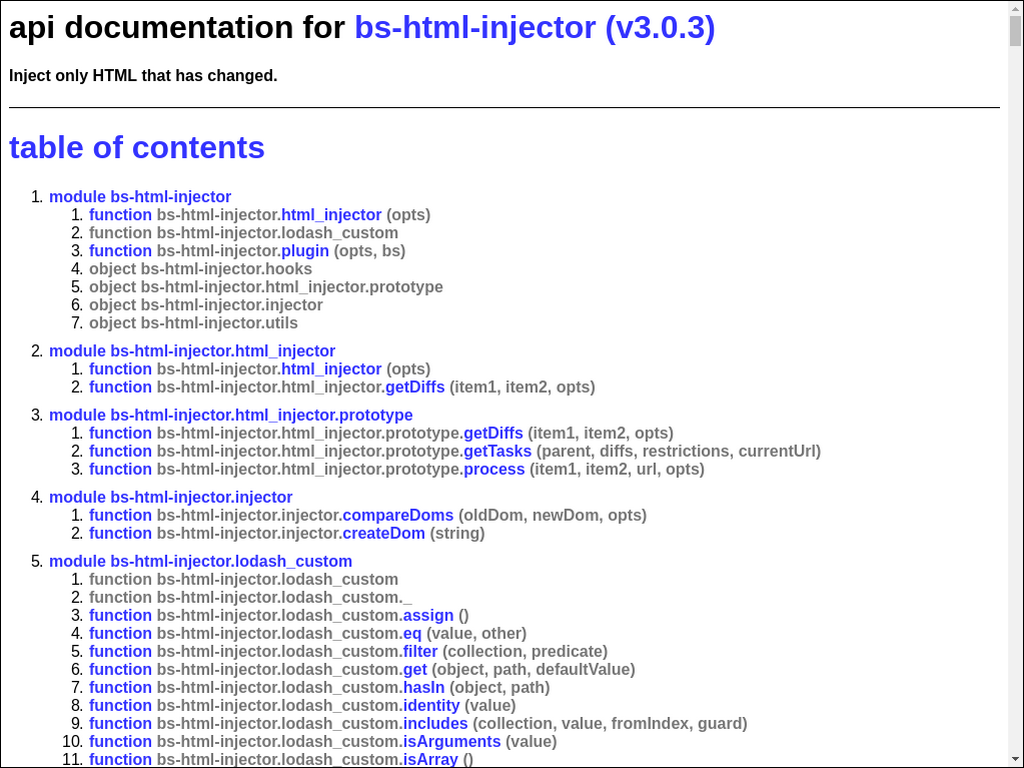 api documentation for bs-html-injector (v3.0.3)
Inject only HTML that has changed.
table of contents
1. module bs-html-injector
1. function bs-html-injector.html_injector (opts)
2. function bs-html-injector.lodash_custom
3. function bs-html-injector.plugin (opts, bs)
4. object bs-html-injector.hooks
5. object bs-html-injector.html_injector.prototype
6. object bs-html-injector.injector
7. object bs-html-injector.utils
2. module bs-html-injector.html_injector
1. function bs-html-injector.html_injector (opts)
2. function bs-html-injector.html_injector.getDiffs (item1, item2, opts)
3. module bs-html-injector.html_injector.prototype
1. function bs-html-injector.html_injector.prototype.getDiffs (item1, item2, opts)
2. function bs-html-injector.html_injector.prototype.getTasks (parent, diffs, restrictions, currentUrl)
3. function bs-html-injector.html_injector.prototype.process (item1, item2, url, opts)
4. module bs-html-injector.injector
1. function bs-html-injector.injector.compareDoms (oldDom, newDom, opts)
2. function bs-html-injector.injector.createDom (string)
5. module bs-html-injector.lodash_custom
1. function bs-html-injector.lodash_custom
2. function bs-html-injector.lodash_custom._
3. function bs-html-injector.lodash_custom.assign ()
4. function bs-html-injector.lodash_custom.eq (value, other)
5. function bs-html-injector.lodash_custom.filter (collection, predicate)
6. function bs-html-injector.lodash_custom.get (object, path, defaultValue)
7. function bs-html-injector.lodash_custom.hasIn (object, path)
8. function bs-html-injector.lodash_custom.identity (value)
9. function bs-html-injector.lodash_custom.includes (collection, value, fromIndex, guard)
10. function bs-html-injector.lodash_custom.isArguments (value)
11. function bs-html-injector.lodash_custom.isArray ()